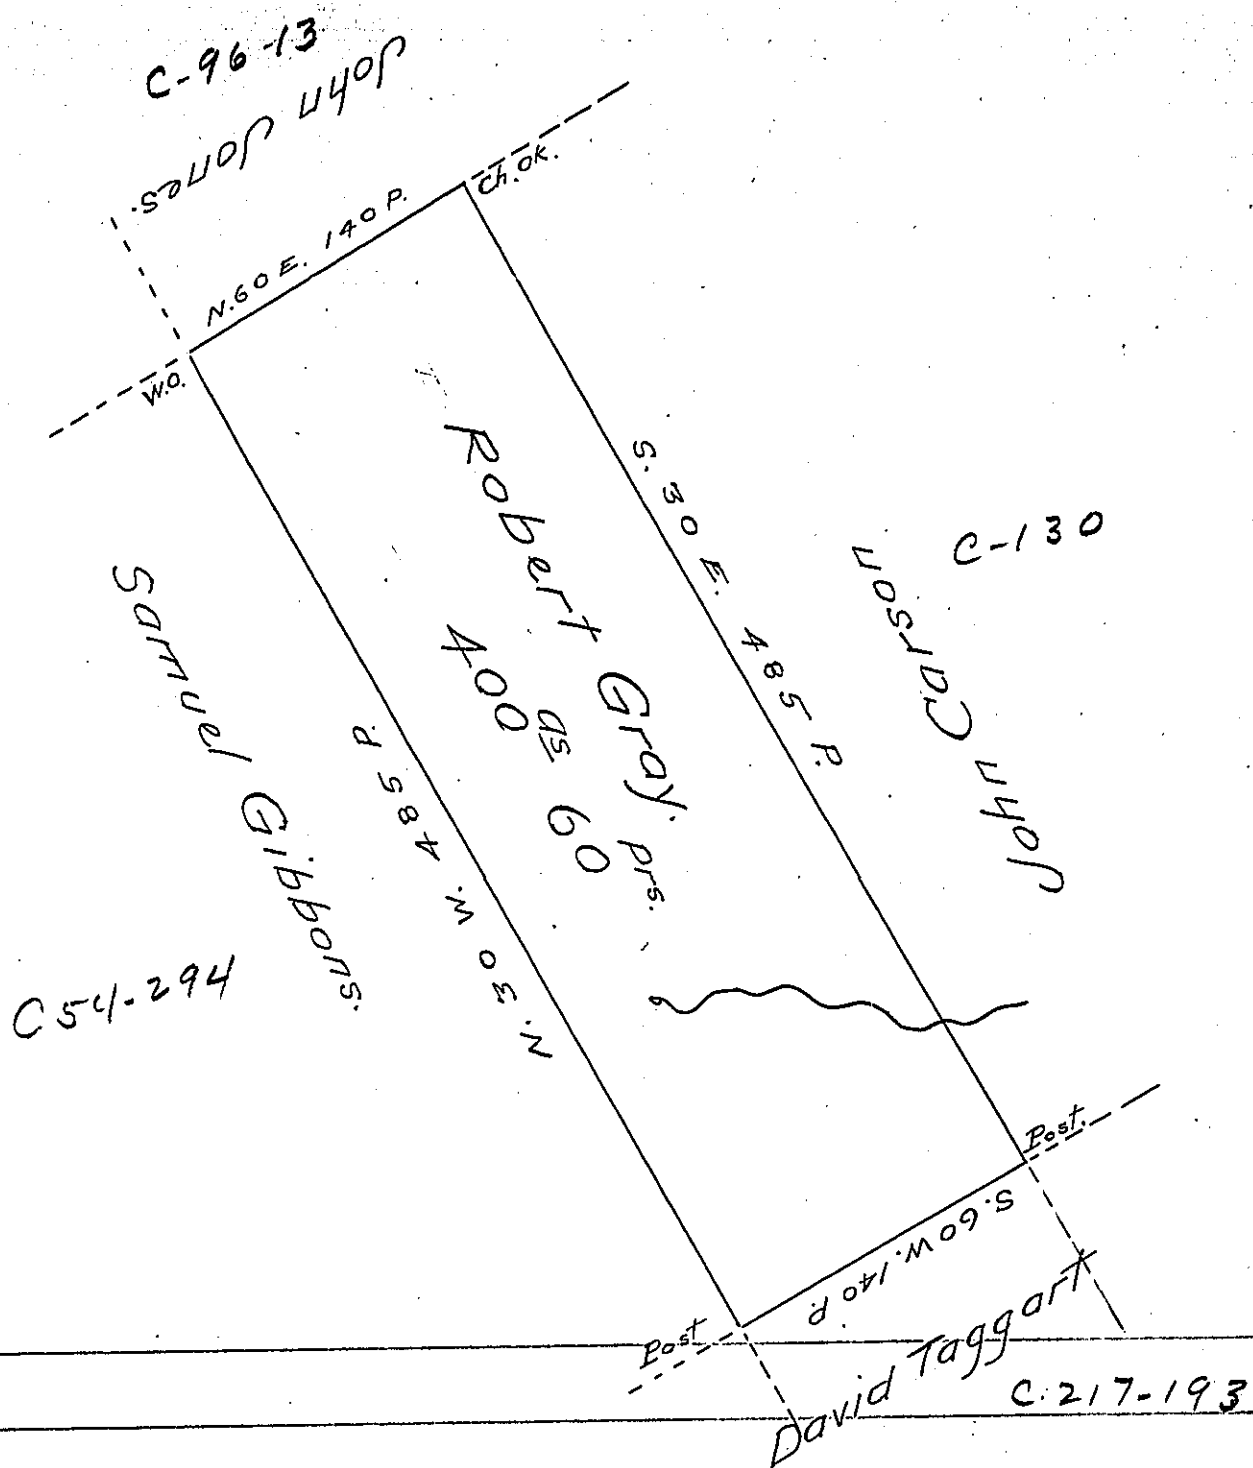 C-96-13
John Jones.
N.60 E. 140 P.
Ch. Ok.
W.O.
S. 30 E. 485 P.
Robert Gray.
400 as 60 prs.
C-130
John Carson
Samuel Gibbons.
N. 30 W. 485 P.
C54-294
Post.
S. 60 W. 140 P.
Post
David Taggart
C. 217-193